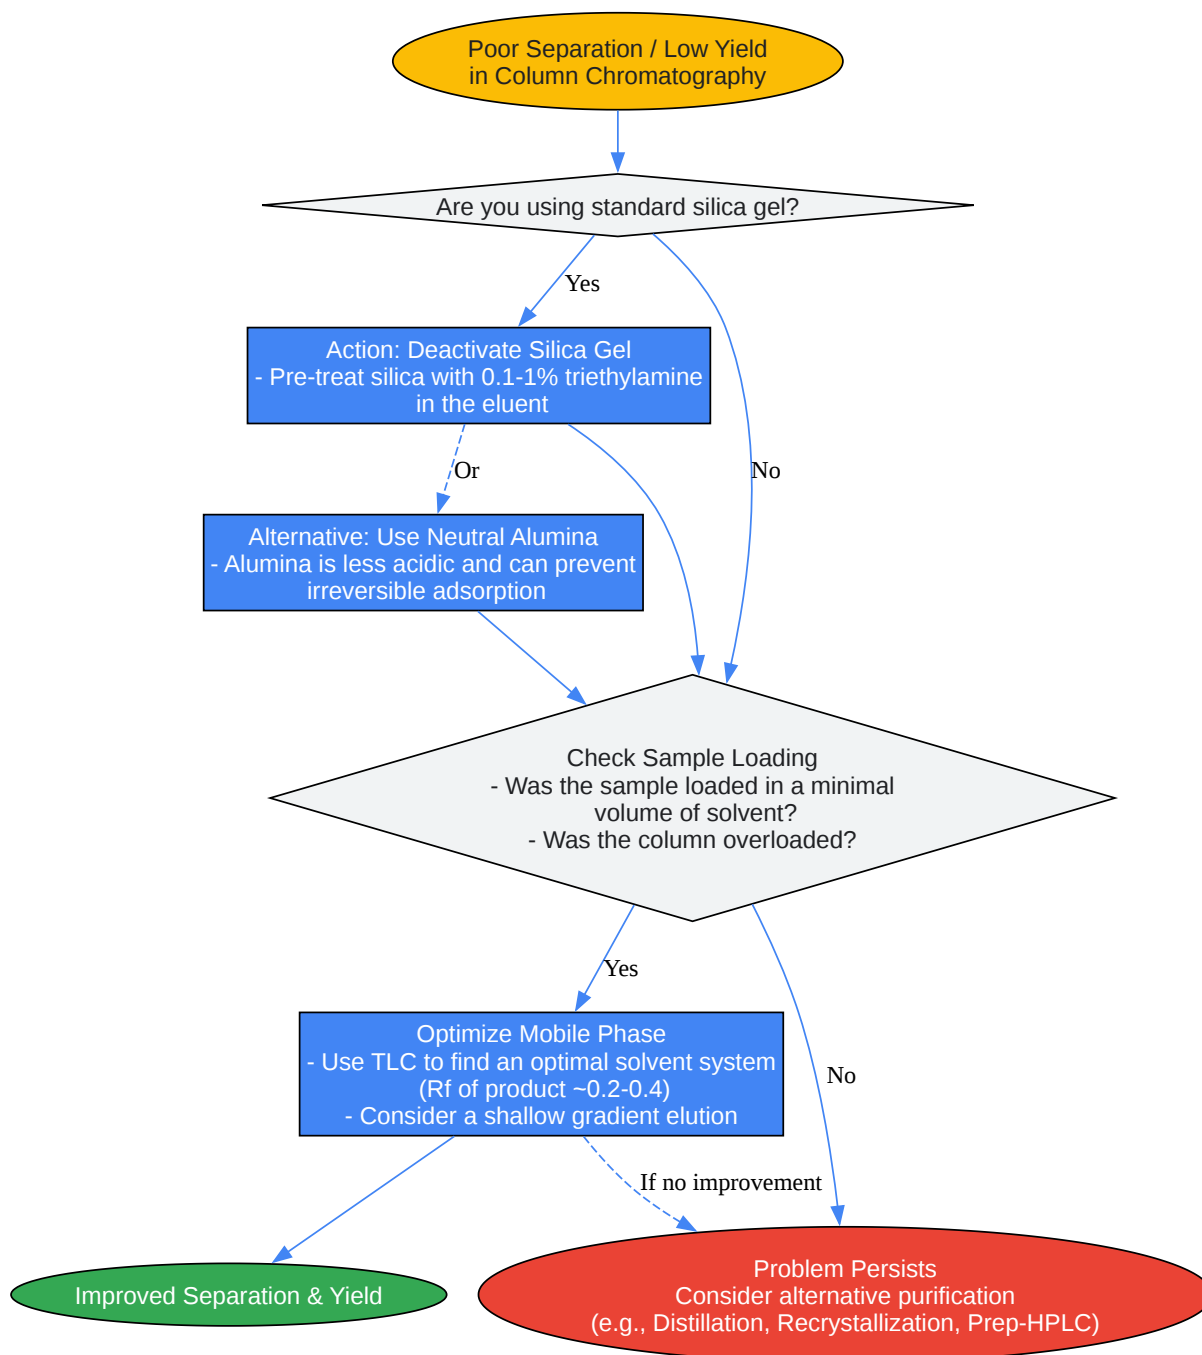 Poor Separation / Low Yield
in Column Chromatography
Are you using standard silica gel?
Yes
Action: Deactivate Silica Gel
- Pre-treat silica with 0.1-1% triethylamine
in the eluent
Or
No
Alternative: Use Neutral Alumina
- Alumina is less acidic and can prevent
irreversible adsorption
Check Sample Loading
- Was the sample loaded in a minimal
volume of solvent?
- Was the column overloaded?
Yes
Optimize Mobile Phase
- Use TLC to find an optimal solvent system
(Rf of product ~0.2-0.4)
- Consider a shallow gradient elution
No
If no improvement
Improved Separation & Yield
Problem Persists
Consider alternative purification
(e.g., Distillation, Recrystallization, Prep-HPLC)